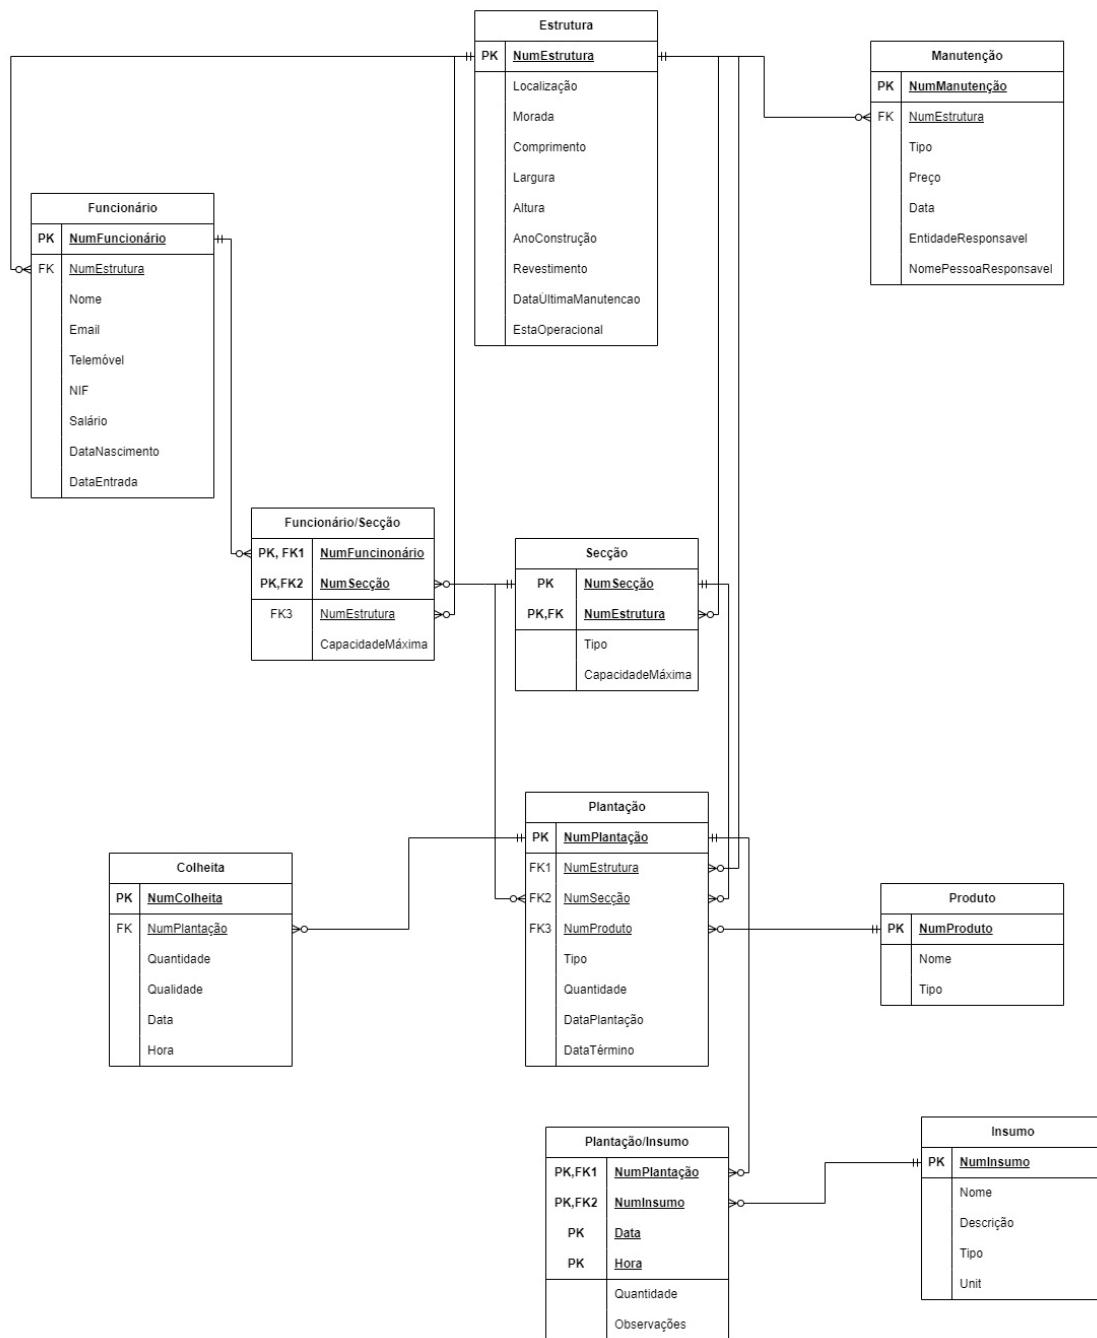 Estrutura
PK NumEstrutura
Localização
Morada
Comprimento
Largura
Altura
AnoConstrução
Revestimento
DataÚltimaManutencao
EstaOperacional
Manutenção
PK NumManutenção
FK NumEstrutura
Tipo
Preço
Data
EntidadeResponsavel
NomePessoaResponsavel
Funcionário
PK NumFuncionário
FK NumEstrutura
Nome
Email
Telemóvel
NIF
Salário
DataNascimento
DataEntrada
Funcionário/Secção
PK, FK1 NumFuncinonário
PK,FK2 NumSecção
FK3 NumEstrutura
CapacidadeMáxima
Secção
PK NumSecção
PK,FK NumEstrutura
Tipo
CapacidadeMáxima
Plantação
PK NumPlantação
FK1 NumEstrutura
FK2 NumSecção
FK3 NumProduto
Tipo
Quantidade
DataPlantação
DataTérmino
Colheita
PK NumColheita
FK NumPlantação
Quantidade
Qualidade
Data
Hora
Produto
PK NumProduto
Nome
Tipo
Plantação/Insumo
PK,FK1 NumPlantação
PK,FK2 NumInsumo
PK Data
PK Hora
Quantidade
Observações
Insumo
PK NumInsumo
Nome
Descrição
Tipo
Unit